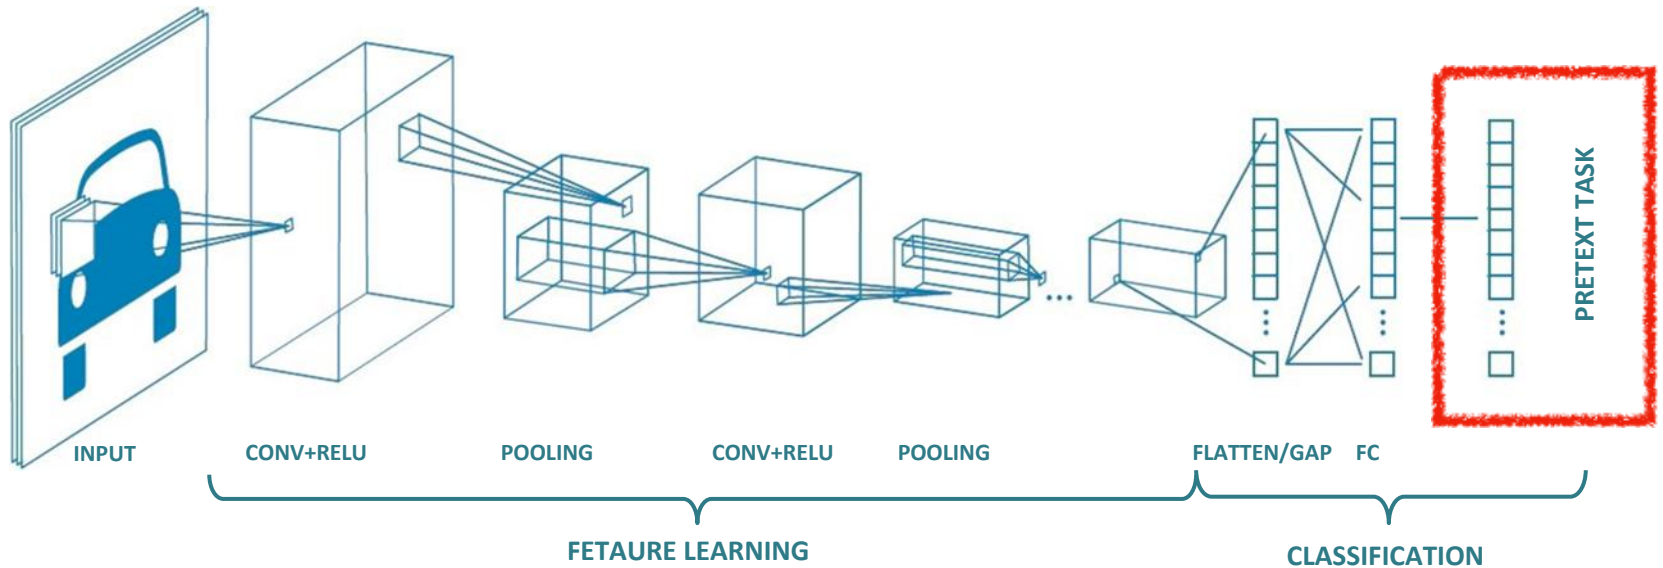 PRETEXT TASK
INPUT
CONV+RELU
POOLING
CONV+RELU
POOLING
FLATTEN/GAP
FC
FETAURE LEARNING
CLASSIFICATION